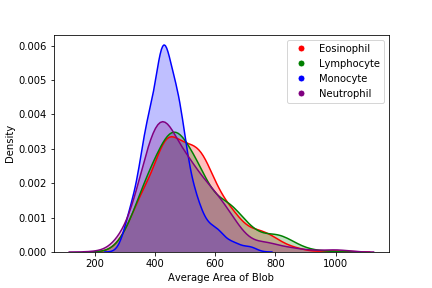 0.006
0.005
0.004
0.003
0.002
0.001
0.000
Density
200 400 600 800 1000
Average Area of Blob
Eosinophil
Lymphocyte
Monocyte
Neutrophil